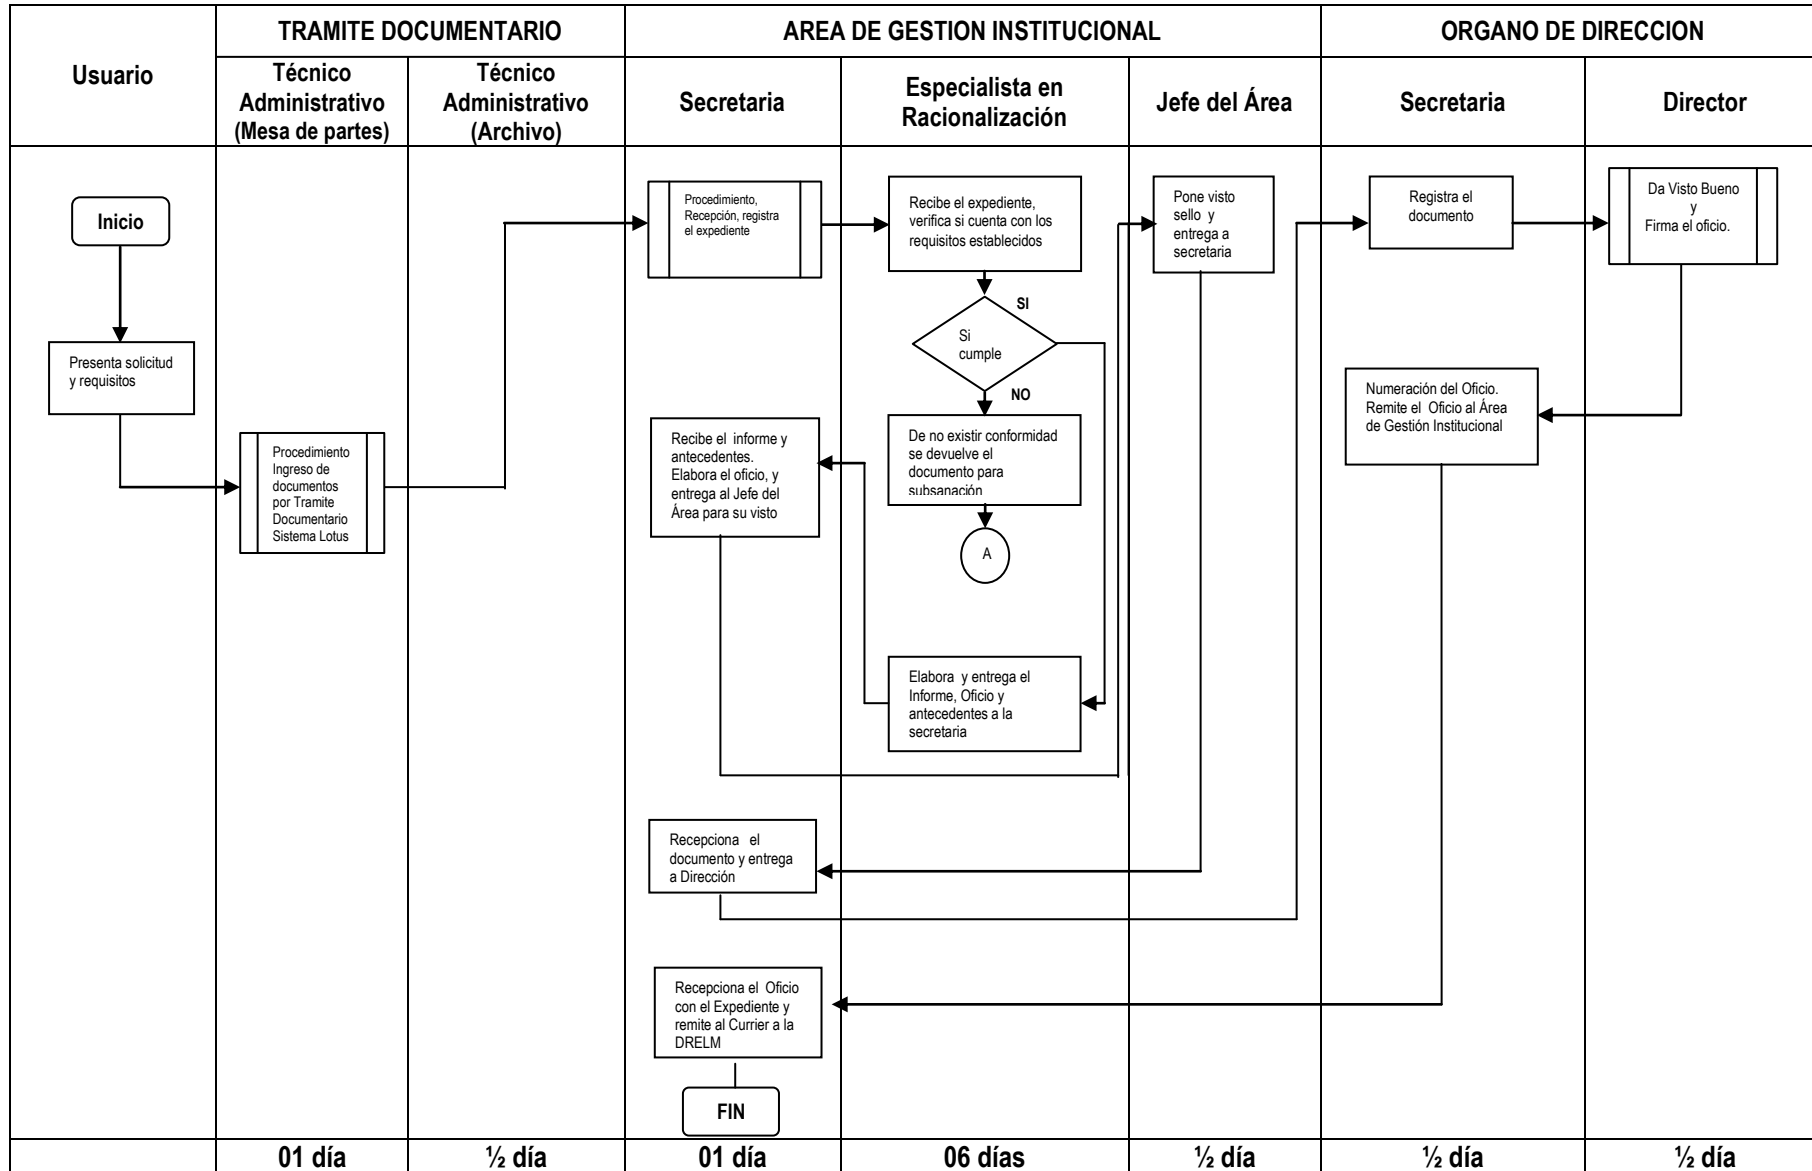 Usuario
TRAMITE DOCUMENTARIO
AREA DE GESTION INSTITUCIONAL
ORGANO DE DIRECCION
Técnico
Administrativo
(Mesa de partes)
Técnico
Administrativo
(Archivo)
Secretaria
Especialista en
Racionalización
Jefe del Área
Secretaria
Director
Inicio
Presenta solicitud
y requisitos
Procedimiento
Ingreso de
documentos
por Tramite
Documentario
Sistema Lotus
Procedimiento,
Recepción, registra
el expediente
Recibe el expediente,
verifica si cuenta con los
requisitos establecidos
SI
Si
cumple
NO
De no existir conformidad
se devuelve el
documento para
subsanación
A
Elabora y entrega el
Informe, Oficio y
antecedentes a la
secretaria
Recibe el informe y
antecedentes.
Elabora el oficio, y
entrega al Jefe del
Área para su visto
Pone visto
sello y
entrega a
secretaria
Recepciona el
documento y entrega
a Dirección
Registra el
documento
Da Visto Bueno
y
Firma el oficio.
Numeración del Oficio.
Remite el Oficio al Área
de Gestión Institucional
Recepciona el Oficio
con el Expediente y
remite al Currier a la
DRELM
FIN
01 día
½ día
01 día
06 días
½ día
½ día
½ día